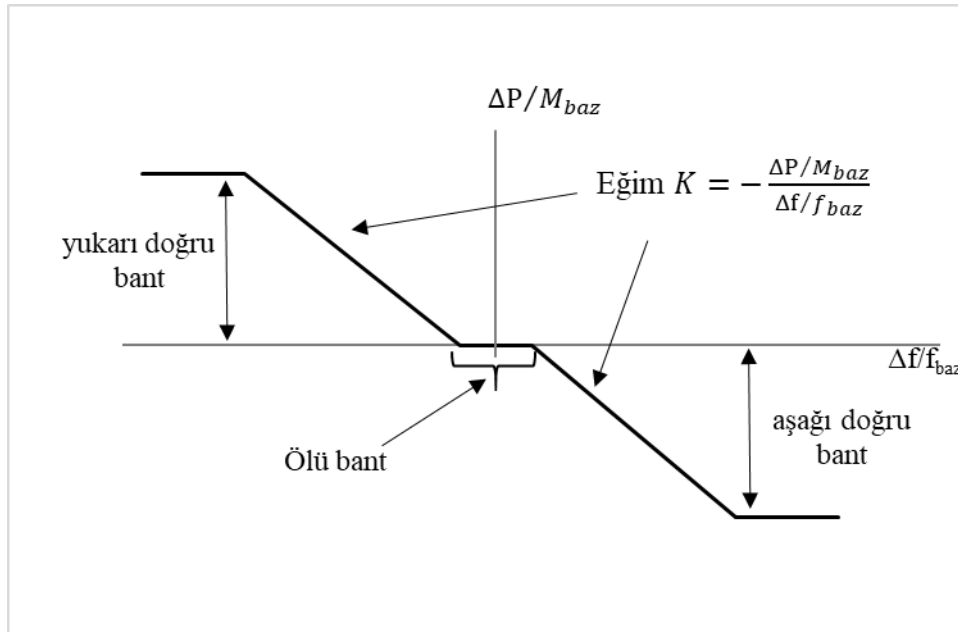 ΔP/M_baz
Eğim K = − (ΔP/M_baz)/(Δf/f_baz)
yukarı doğru
bant
Δf/f_baz
aşağı doğru
bant
Ölü bant